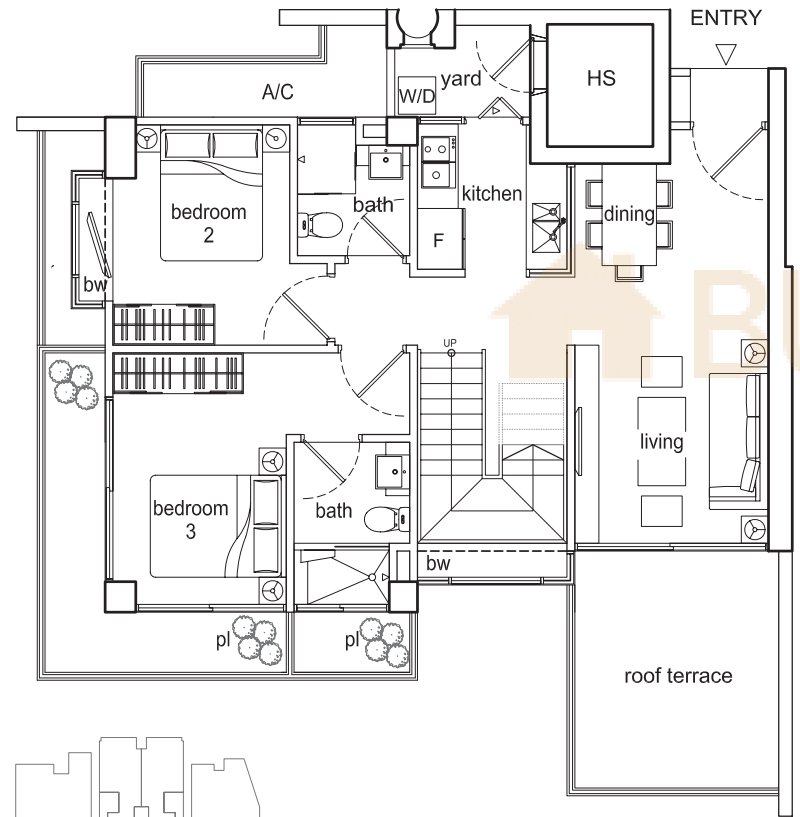 ENTRY
A/C
yard
W/D
HS
bedroom
2
bath
kitchen
F
dining
bw
UP
living
bedroom
3
bath
bw
pl
pl
roof terrace
BU